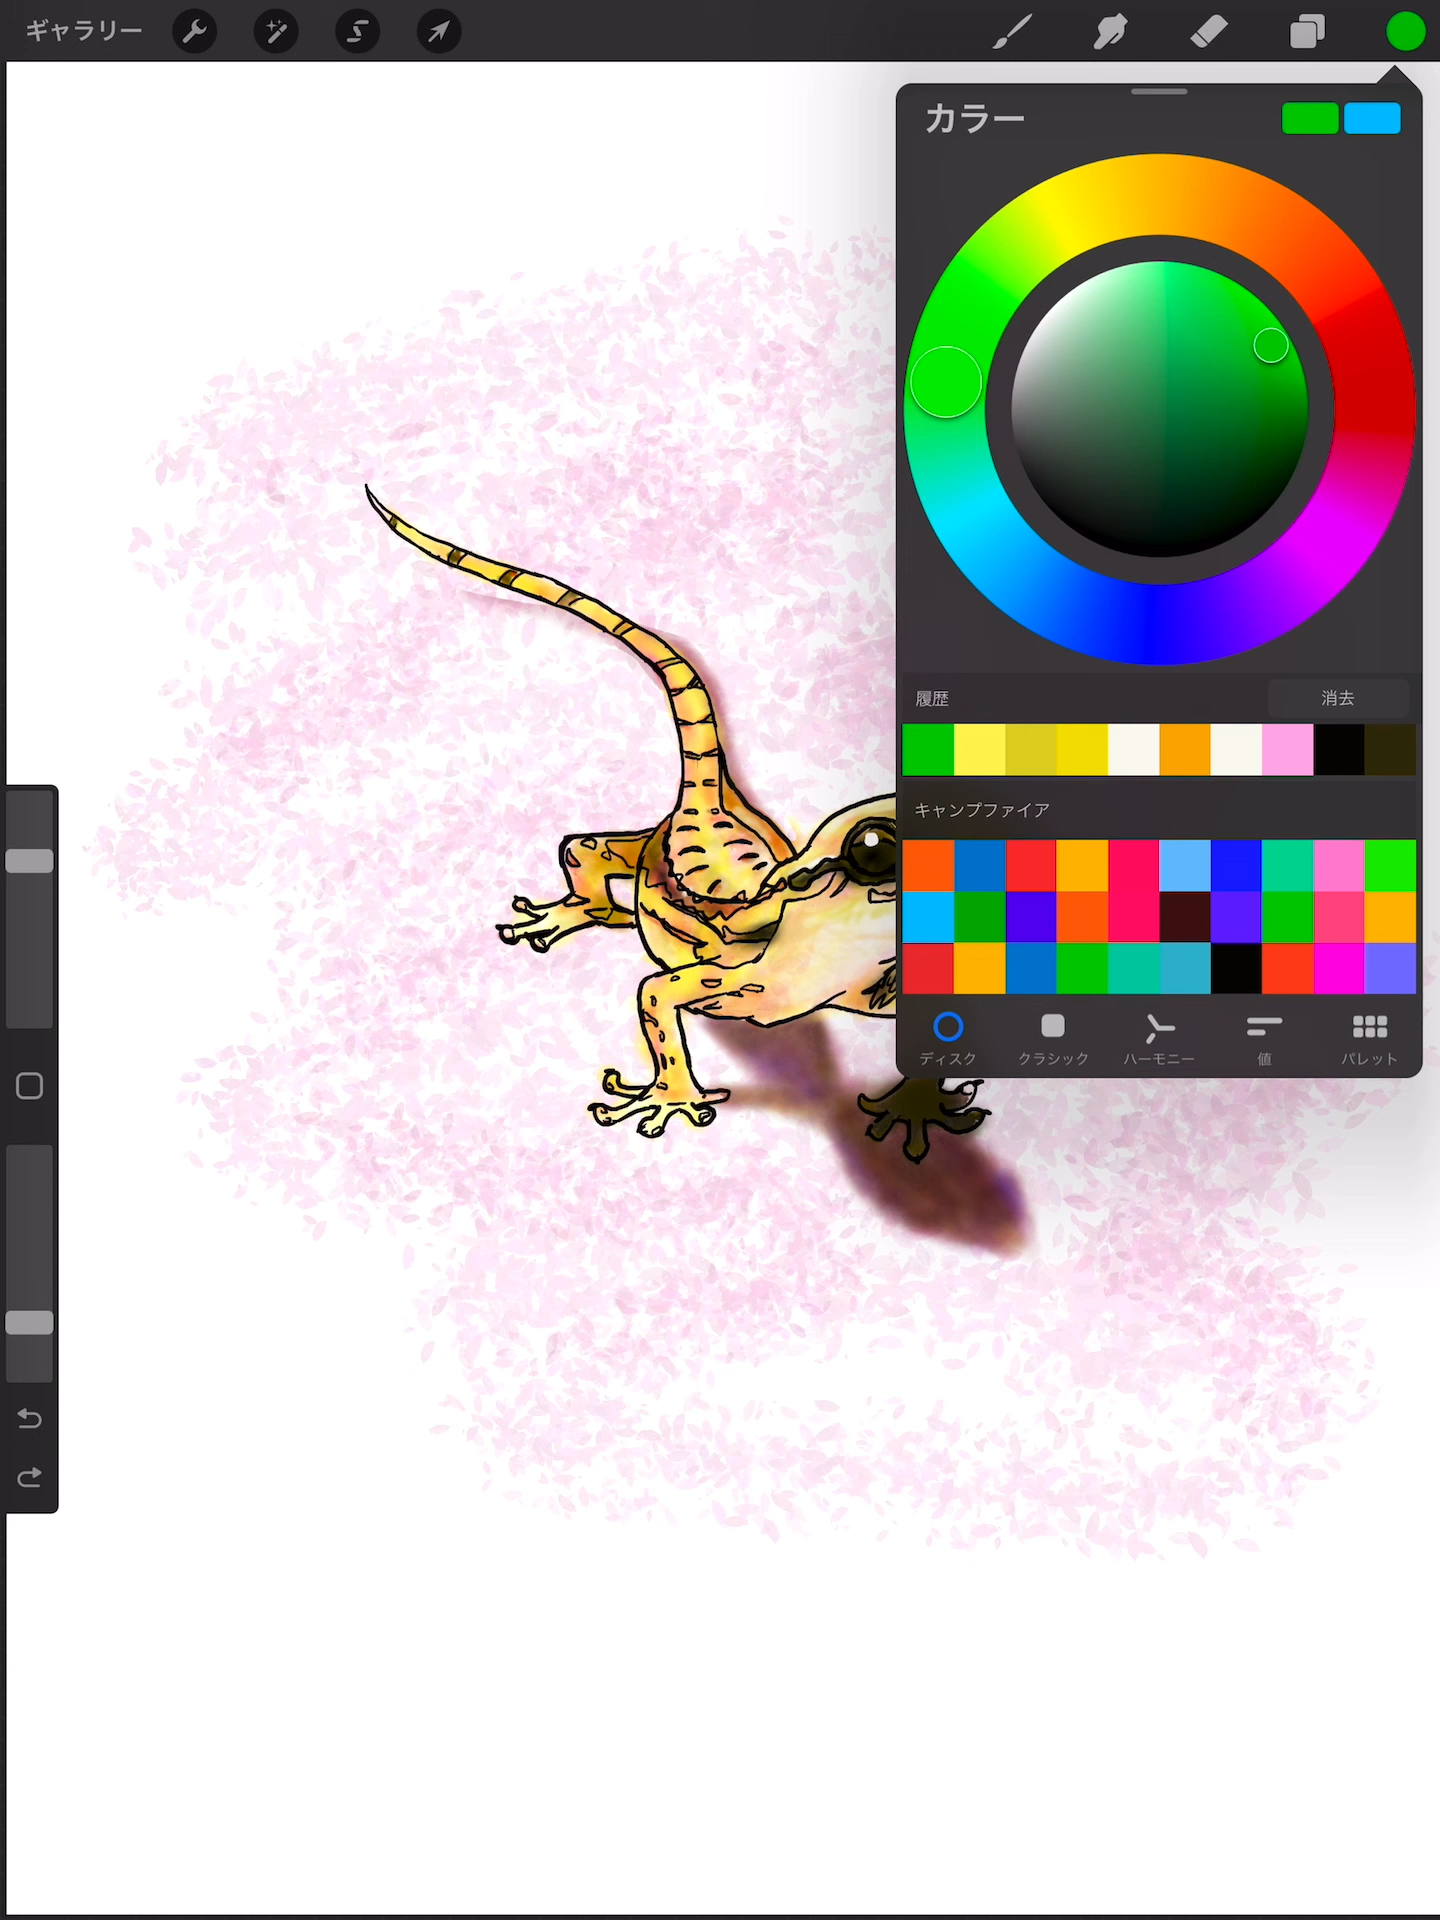 ギャラリー
カラー
履歴
消去
キャンプファイア
ディスク
クラシック
ハーモニー
値
パレット